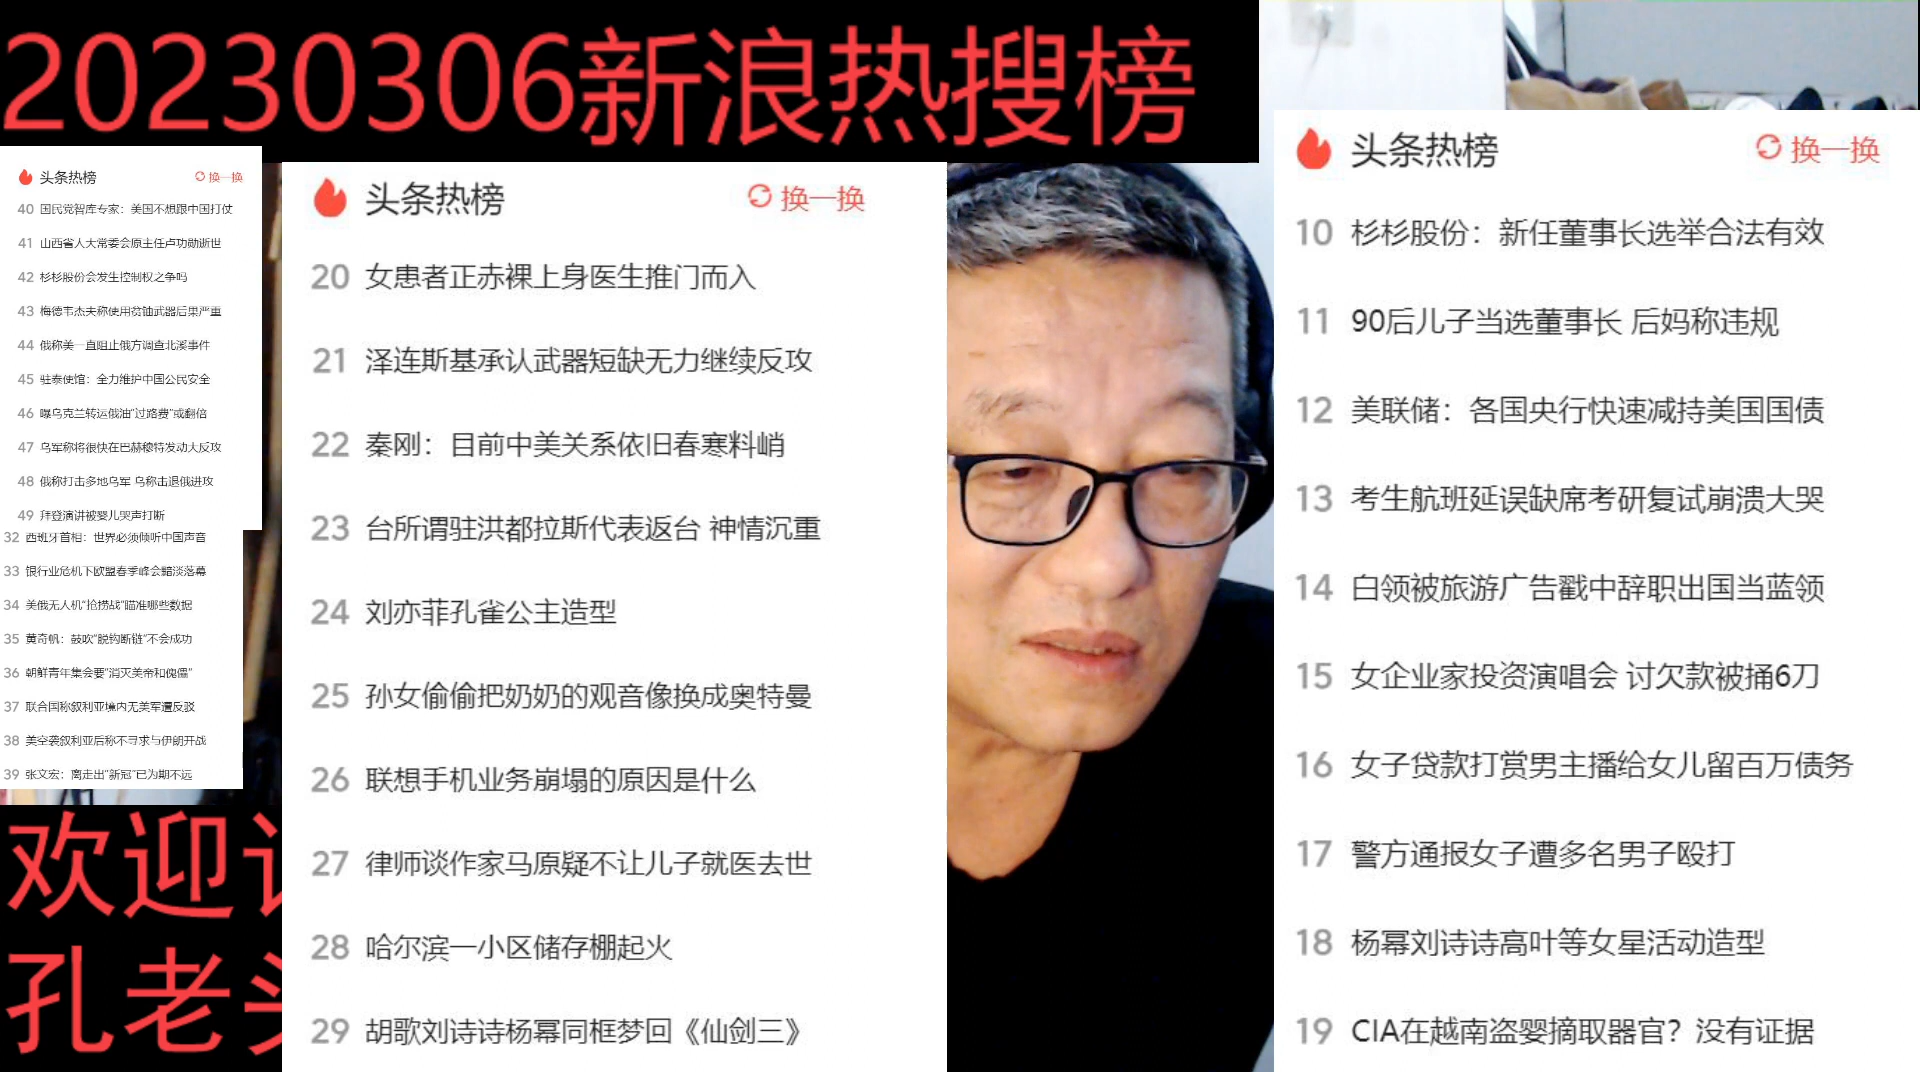 20230306新浪热搜榜
头条热榜
换一换
40 国民党智库专家：美国不想跟中国打仗
41 山西省人大常委会原主任卢功勋逝世
42 杉杉股份会发生控制权之争吗
43 梅德韦杰夫称使用贫铀武器后果严重
44 俄称美一直阻止俄方调查北溪事件
45 驻泰使馆：全力维护中国公民安全
46 曝乌克兰转运俄油"过路费"或翻倍
47 乌军称将很快在巴赫穆特发动大反攻
48 俄称打击多地乌军 乌称击退俄进攻
49 拜登演讲被婴儿哭声打断
32 西班牙首相：世界必须倾听中国声音
33 银行业危机下欧盟春季峰会黯淡落幕
34 美俄无人机"抢捞战"瞄准哪些数据
35 黄奇帆：鼓吹"脱钩断链"不会成功
36 朝鲜青年集会要"消灭美帝和傀儡"
37 联合国称叙利亚境内无美军遭反驳
38 美空袭叙利亚后称不寻求与伊朗开战
39 张文宏：离走出"新冠"已为期不远
欢迎
孔老
头条热榜
换一换
20 女患者正赤裸上身医生推门而入
21 泽连斯基承认武器短缺无力继续反攻
22 秦刚：目前中美关系依旧春寒料峭
23 台所谓驻洪都拉斯代表返台 神情沉重
24 刘亦菲孔雀公主造型
25 孙女偷偷把奶奶的观音像换成奥特曼
26 联想手机业务崩塌的原因是什么
27 律师谈作家马原疑不让儿子就医去世
28 哈尔滨一小区储存棚起火
29 胡歌刘诗诗杨幂同框梦回《仙剑三》
头条热榜
换一换
10 杉杉股份：新任董事长选举合法有效
11 90后儿子当选董事长 后妈称违规
12 美联储：各国央行快速减持美国国债
13 考生航班延误缺席考研复试崩溃大哭
14 白领被旅游广告戳中辞职出国当蓝领
15 女企业家投资演唱会 讨欠款被捅6刀
16 女子贷款打赏男主播给女儿留百万债务
17 警方通报女子遭多名男子殴打
18 杨幂刘诗诗高叶等女星活动造型
19 CIA在越南盗婴摘取器官？没有证据